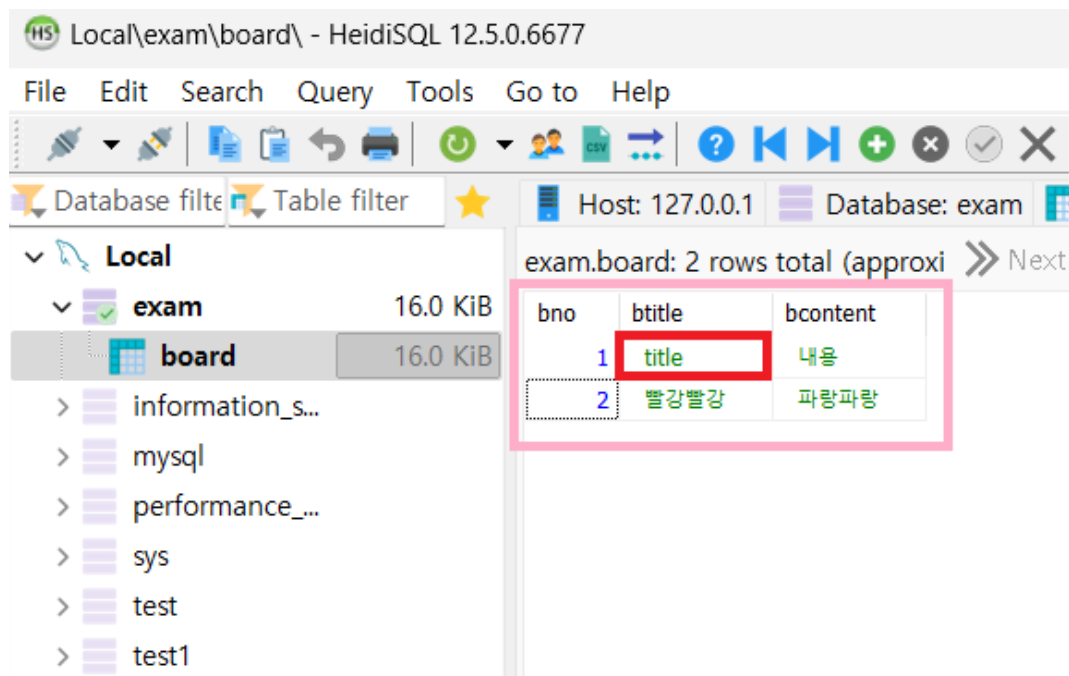 HS Local\exam\board\ - HeidiSQL 12.5.0.6677
File Edit Search Query Tools Go to Help
CSV
Database filte Table filter Host: 127.0.0.1 Database: exam
Local
exam.board: 2 rows total (approxi Next
exam 16.0 KiB
bno btitle bcontent
board 16.0 KiB
1 title 내용
2 빨강빨강 파랑파랑
information_s...
mysql
performance_...
sys
test
test1